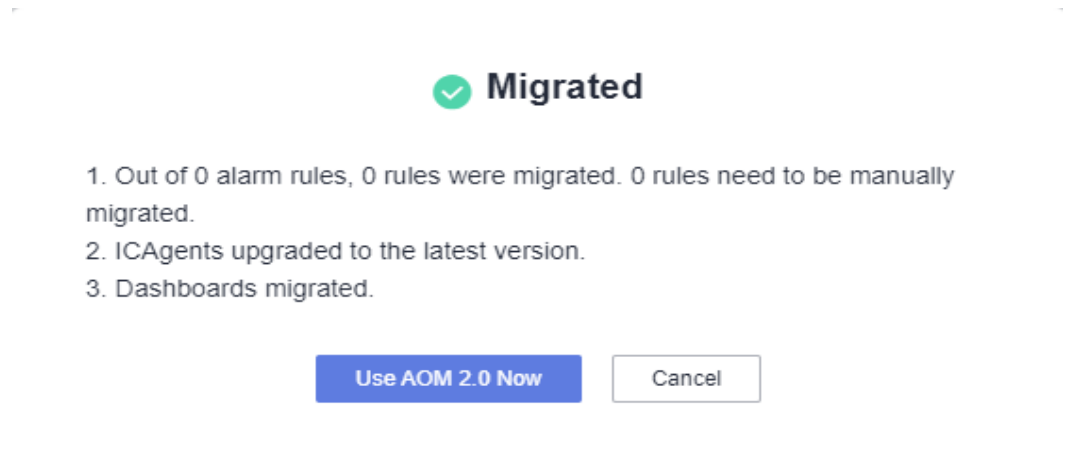 Migrated
1. Out of 0 alarm rules, 0 rules were migrated. 0 rules need to be manually
migrated.
2. ICAgents upgraded to the latest version.
3. Dashboards migrated.
Use AOM 2.0 Now Cancel